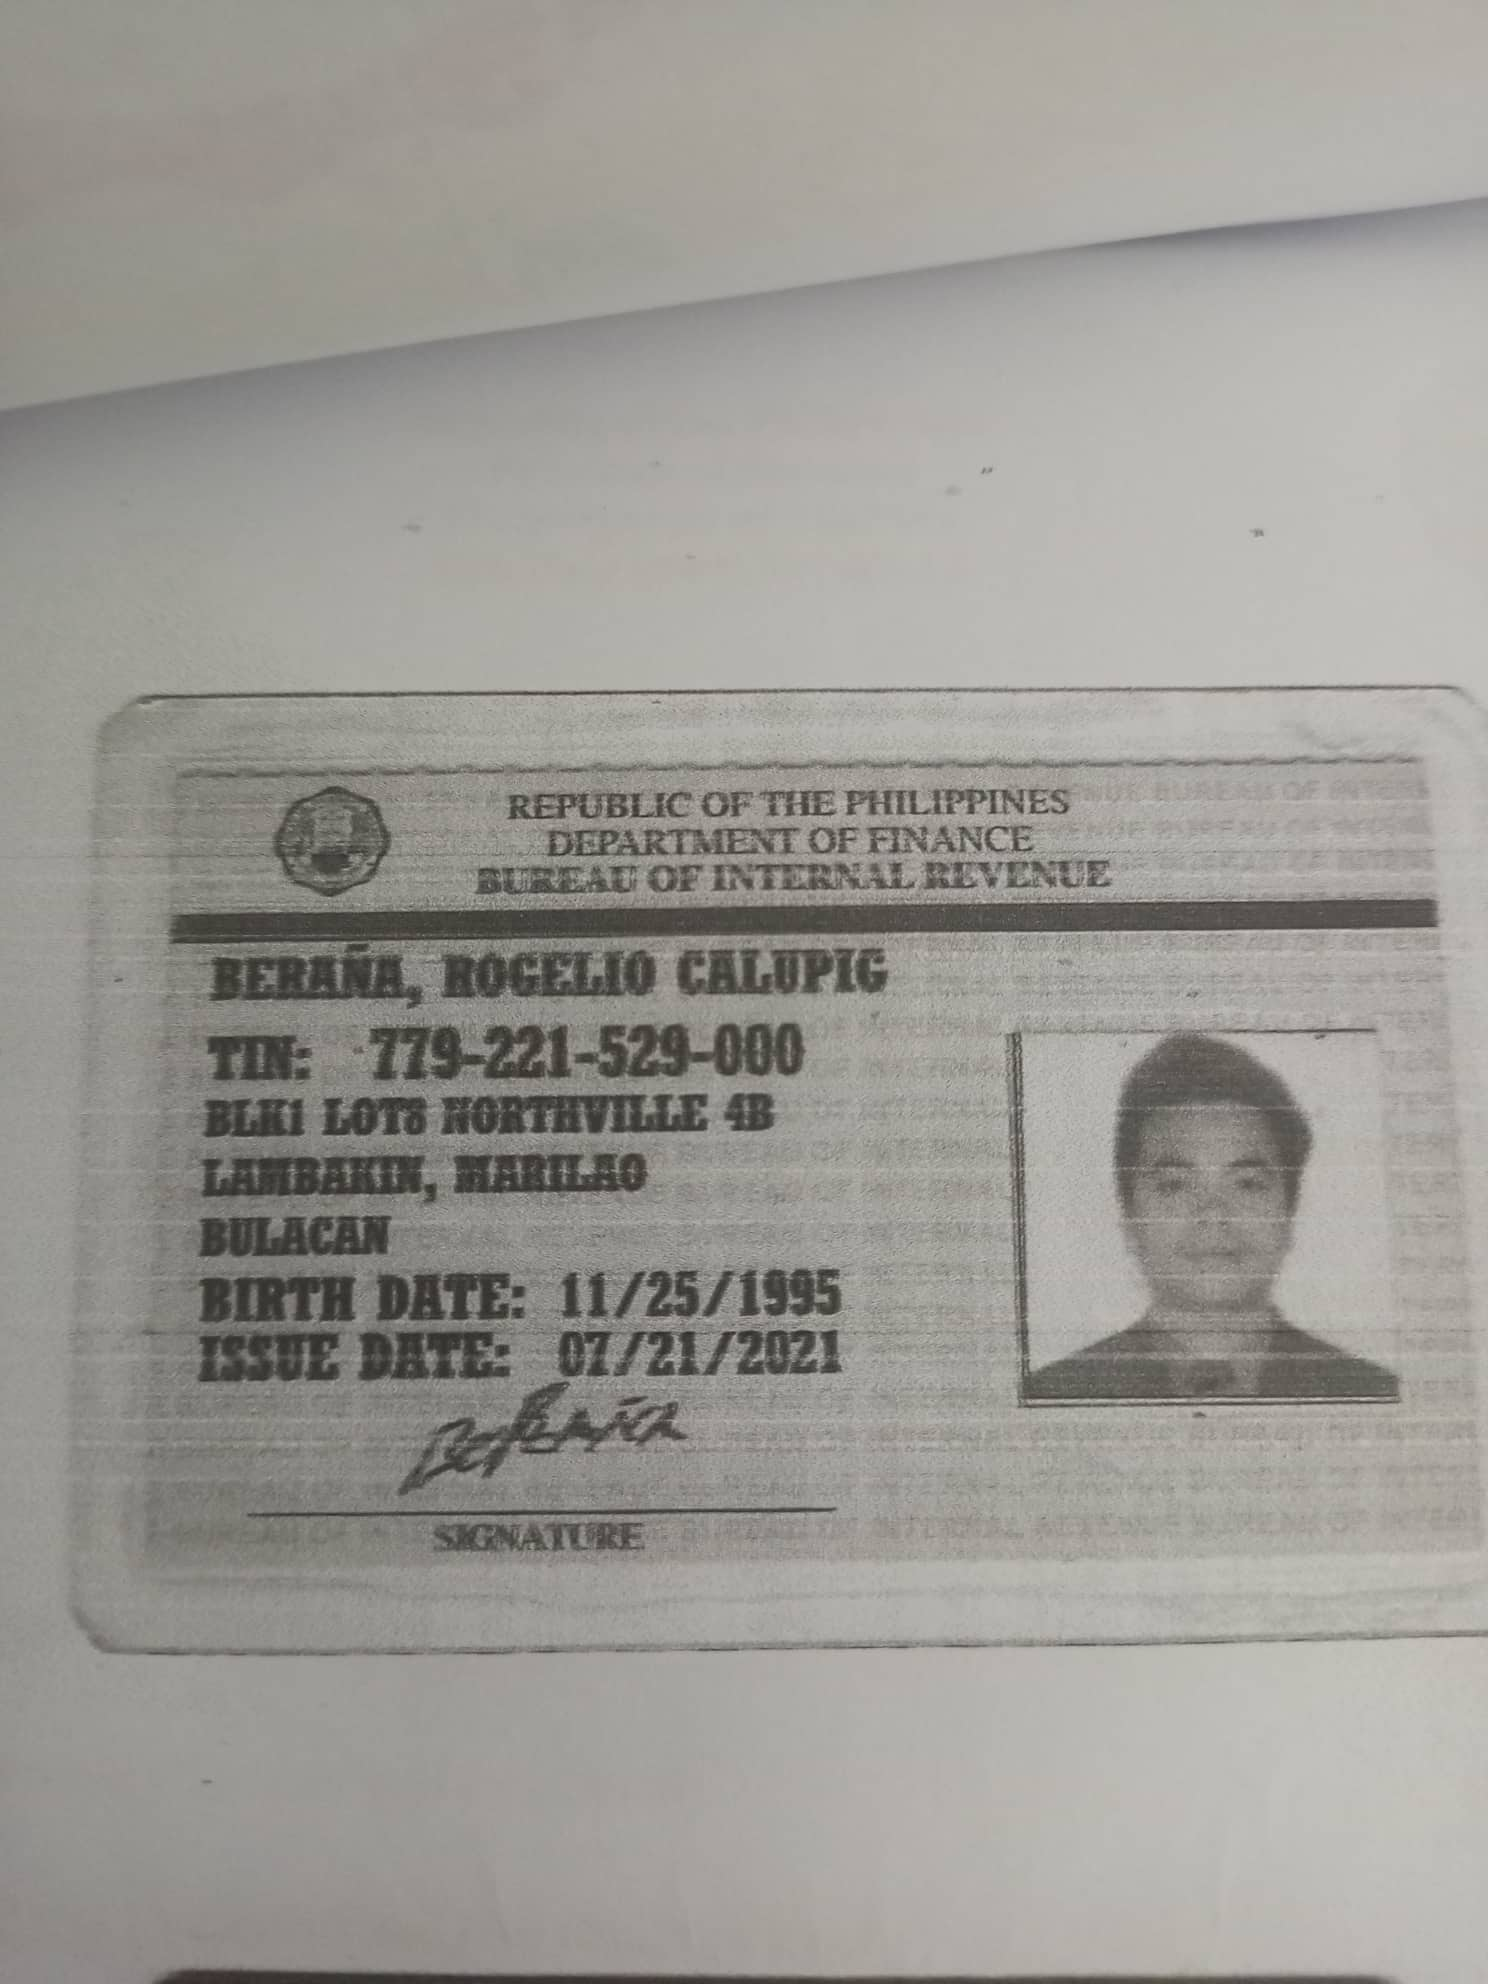 REPUBLIC OF THE PHILIPPINES
DEPARTMENT OF FINANCE
BUREAU OF INTERNAL REVENUE
BERAÑA, ROGELIO CALUPIG
TIN: 779-221-529-000
BLK1 LOT8 NORTHVILLE 4B
LAMBAKIN, MARILAO
BULACAN
BIRTH DATE: 11/25/1995
ISSUE DATE: 07/21/2021
SIGNATURE